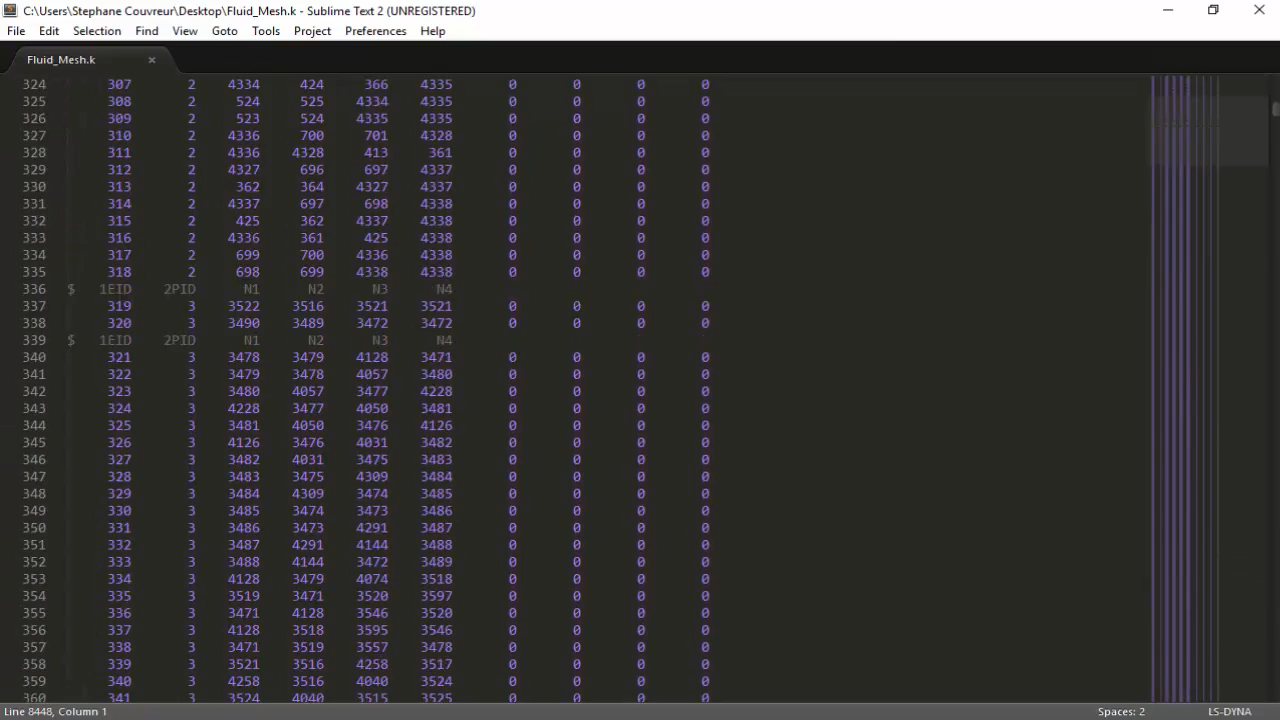 C:\Users\Stephane Couvreur\Desktop\Fluid_Mesh.k - Sublime Text 2 (UNREGISTERED)
File Edit Selection Find View Goto Tools Project Preferences Help
Fluid_Mesh.k ×
324 307 2 4334 424 366 4335 0 0 0 0
325 308 2 524 525 4334 4335 0 0 0 0
326 309 2 523 524 4335 4335 0 0 0 0
327 310 2 4336 700 701 4328 0 0 0 0
328 311 2 4336 4328 413 361 0 0 0 0
329 312 2 4327 696 697 4337 0 0 0 0
330 313 2 362 364 4327 4337 0 0 0 0
331 314 2 4337 697 698 4338 0 0 0 0
332 315 2 425 362 4337 4338 0 0 0 0
333 316 2 4336 361 425 4338 0 0 0 0
334 317 2 699 700 4336 4338 0 0 0 0
335 318 2 698 699 4338 4338 0 0 0 0
336 $ 1EID 2PID N1 N2 N3 N4
337 319 3 3522 3516 3521 3521 0 0 0 0
338 320 3 3490 3489 3472 3472 0 0 0 0
339 $ 1EID 2PID N1 N2 N3 N4
340 321 3 3478 3479 4128 3471 0 0 0 0
341 322 3 3479 3478 4057 3480 0 0 0 0
342 323 3 3480 4057 3477 4228 0 0 0 0
343 324 3 4228 3477 4050 3481 0 0 0 0
344 325 3 3481 4050 3476 4126 0 0 0 0
345 326 3 4126 3476 4031 3482 0 0 0 0
346 327 3 3482 4031 3475 3483 0 0 0 0
347 328 3 3483 3475 4309 3484 0 0 0 0
348 329 3 3484 4309 3474 3485 0 0 0 0
349 330 3 3485 3474 3473 3486 0 0 0 0
350 331 3 3486 3473 4291 3487 0 0 0 0
351 332 3 3487 4291 4144 3488 0 0 0 0
352 333 3 3488 4144 3472 3489 0 0 0 0
353 334 3 4128 3479 4074 3518 0 0 0 0
354 335 3 3519 3471 3520 3597 0 0 0 0
355 336 3 3471 4128 3546 3520 0 0 0 0
356 337 3 4128 3518 3595 3546 0 0 0 0
357 338 3 3471 3519 3557 3478 0 0 0 0
358 339 3 3521 3516 4258 3517 0 0 0 0
359 340 3 4258 3516 4040 3524 0 0 0 0
360 341 3 3524 4040 3515 3525 0 0 0 0
Line 8448, Column 1 Spaces: 2 LS-DYNA